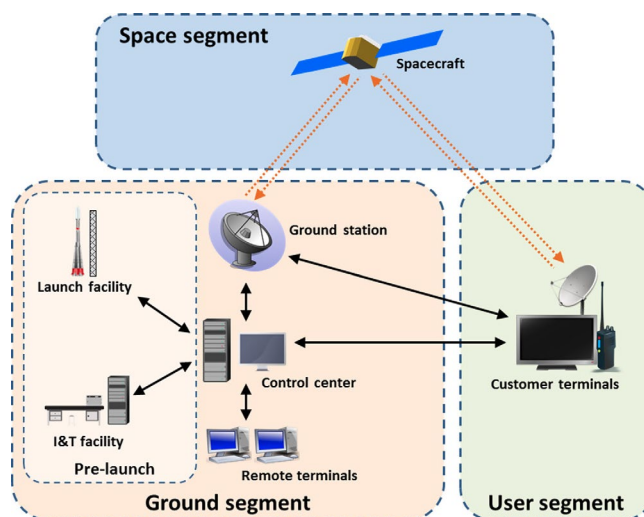 Space segment
Spacecraft
Ground station
Launch facility
Control center
Customer terminals
I&T facility
Pre-launch
Remote terminals
Ground segment
User segment